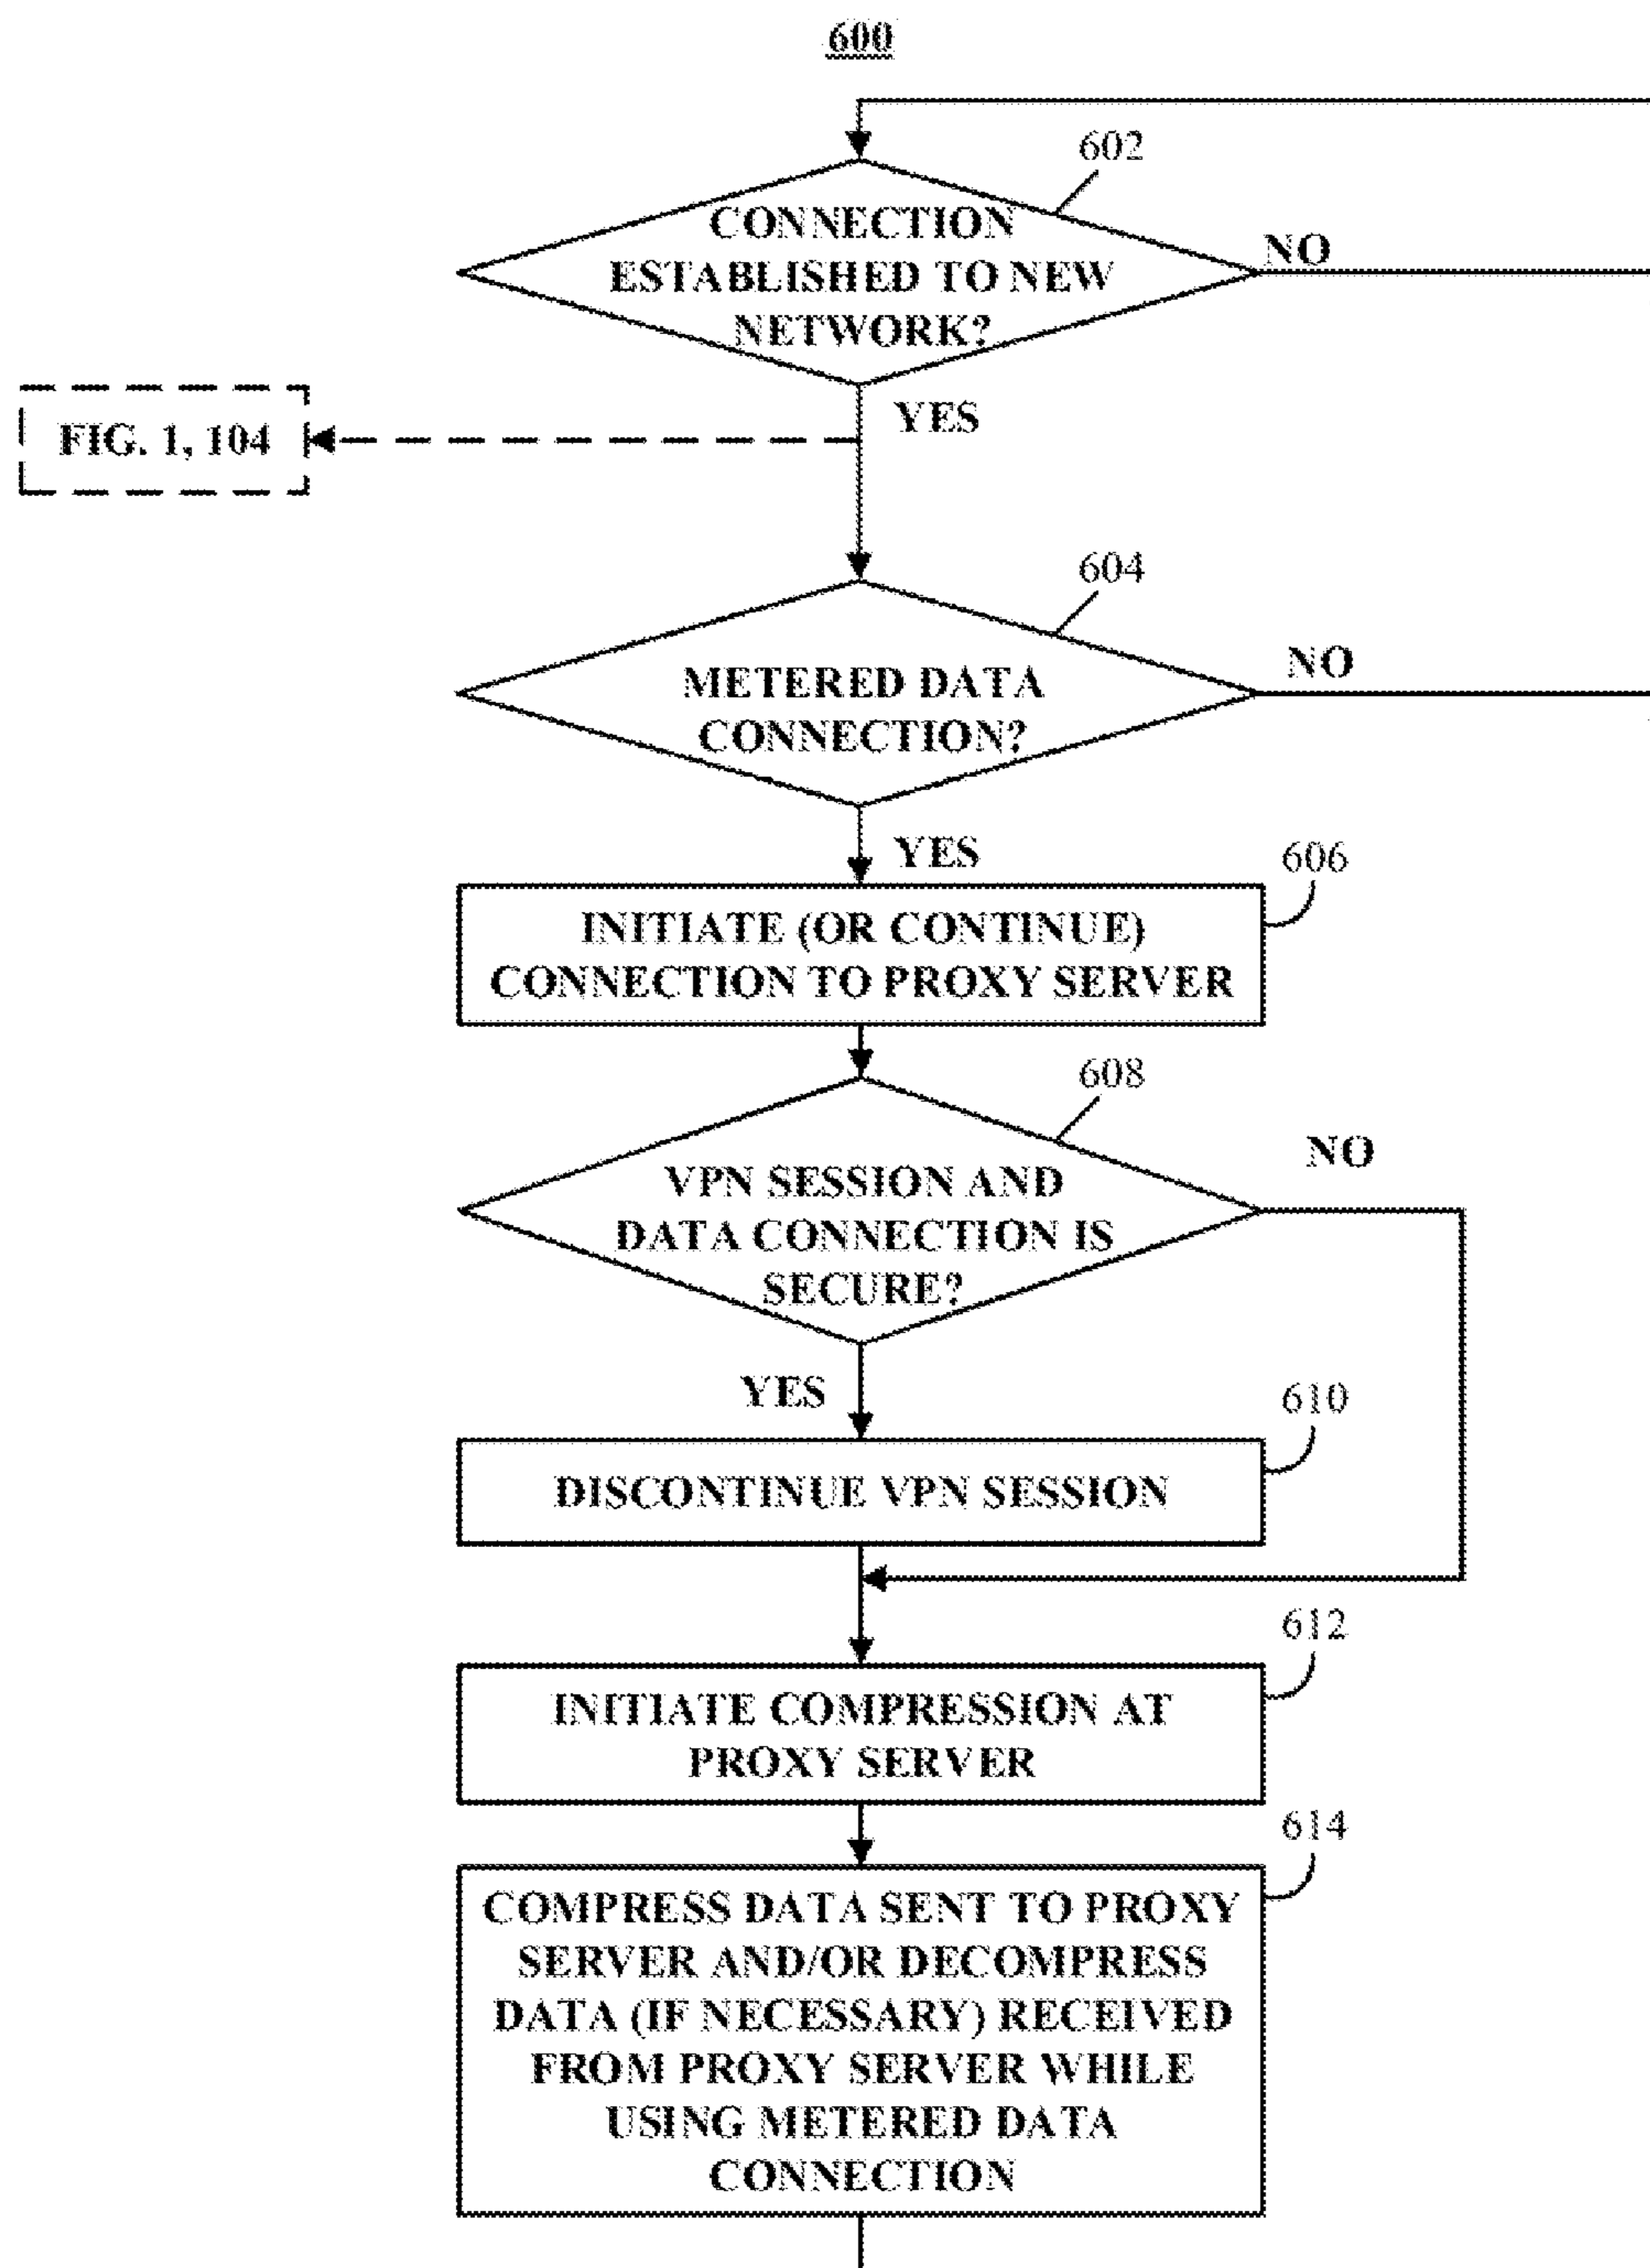 600
602
CONNECTION
ESTABLISHED TO NEW
NETWORK?
NO
YES
FIG. 1, 104
604
METERED DATA
CONNECTION?
NO
YES
606
INITIATE (OR CONTINUE)
CONNECTION TO PROXY SERVER
608
VPN SESSION AND
DATA CONNECTION IS
SECURE?
NO
YES
610
DISCONTINUE VPN SESSION
612
INITIATE COMPRESSION AT
PROXY SERVER
614
COMPRESS DATA SENT TO PROXY
SERVER AND/OR DECOMPRESS
DATA (IF NECESSARY) RECEIVED
FROM PROXY SERVER WHILE
USING METERED DATA
CONNECTION